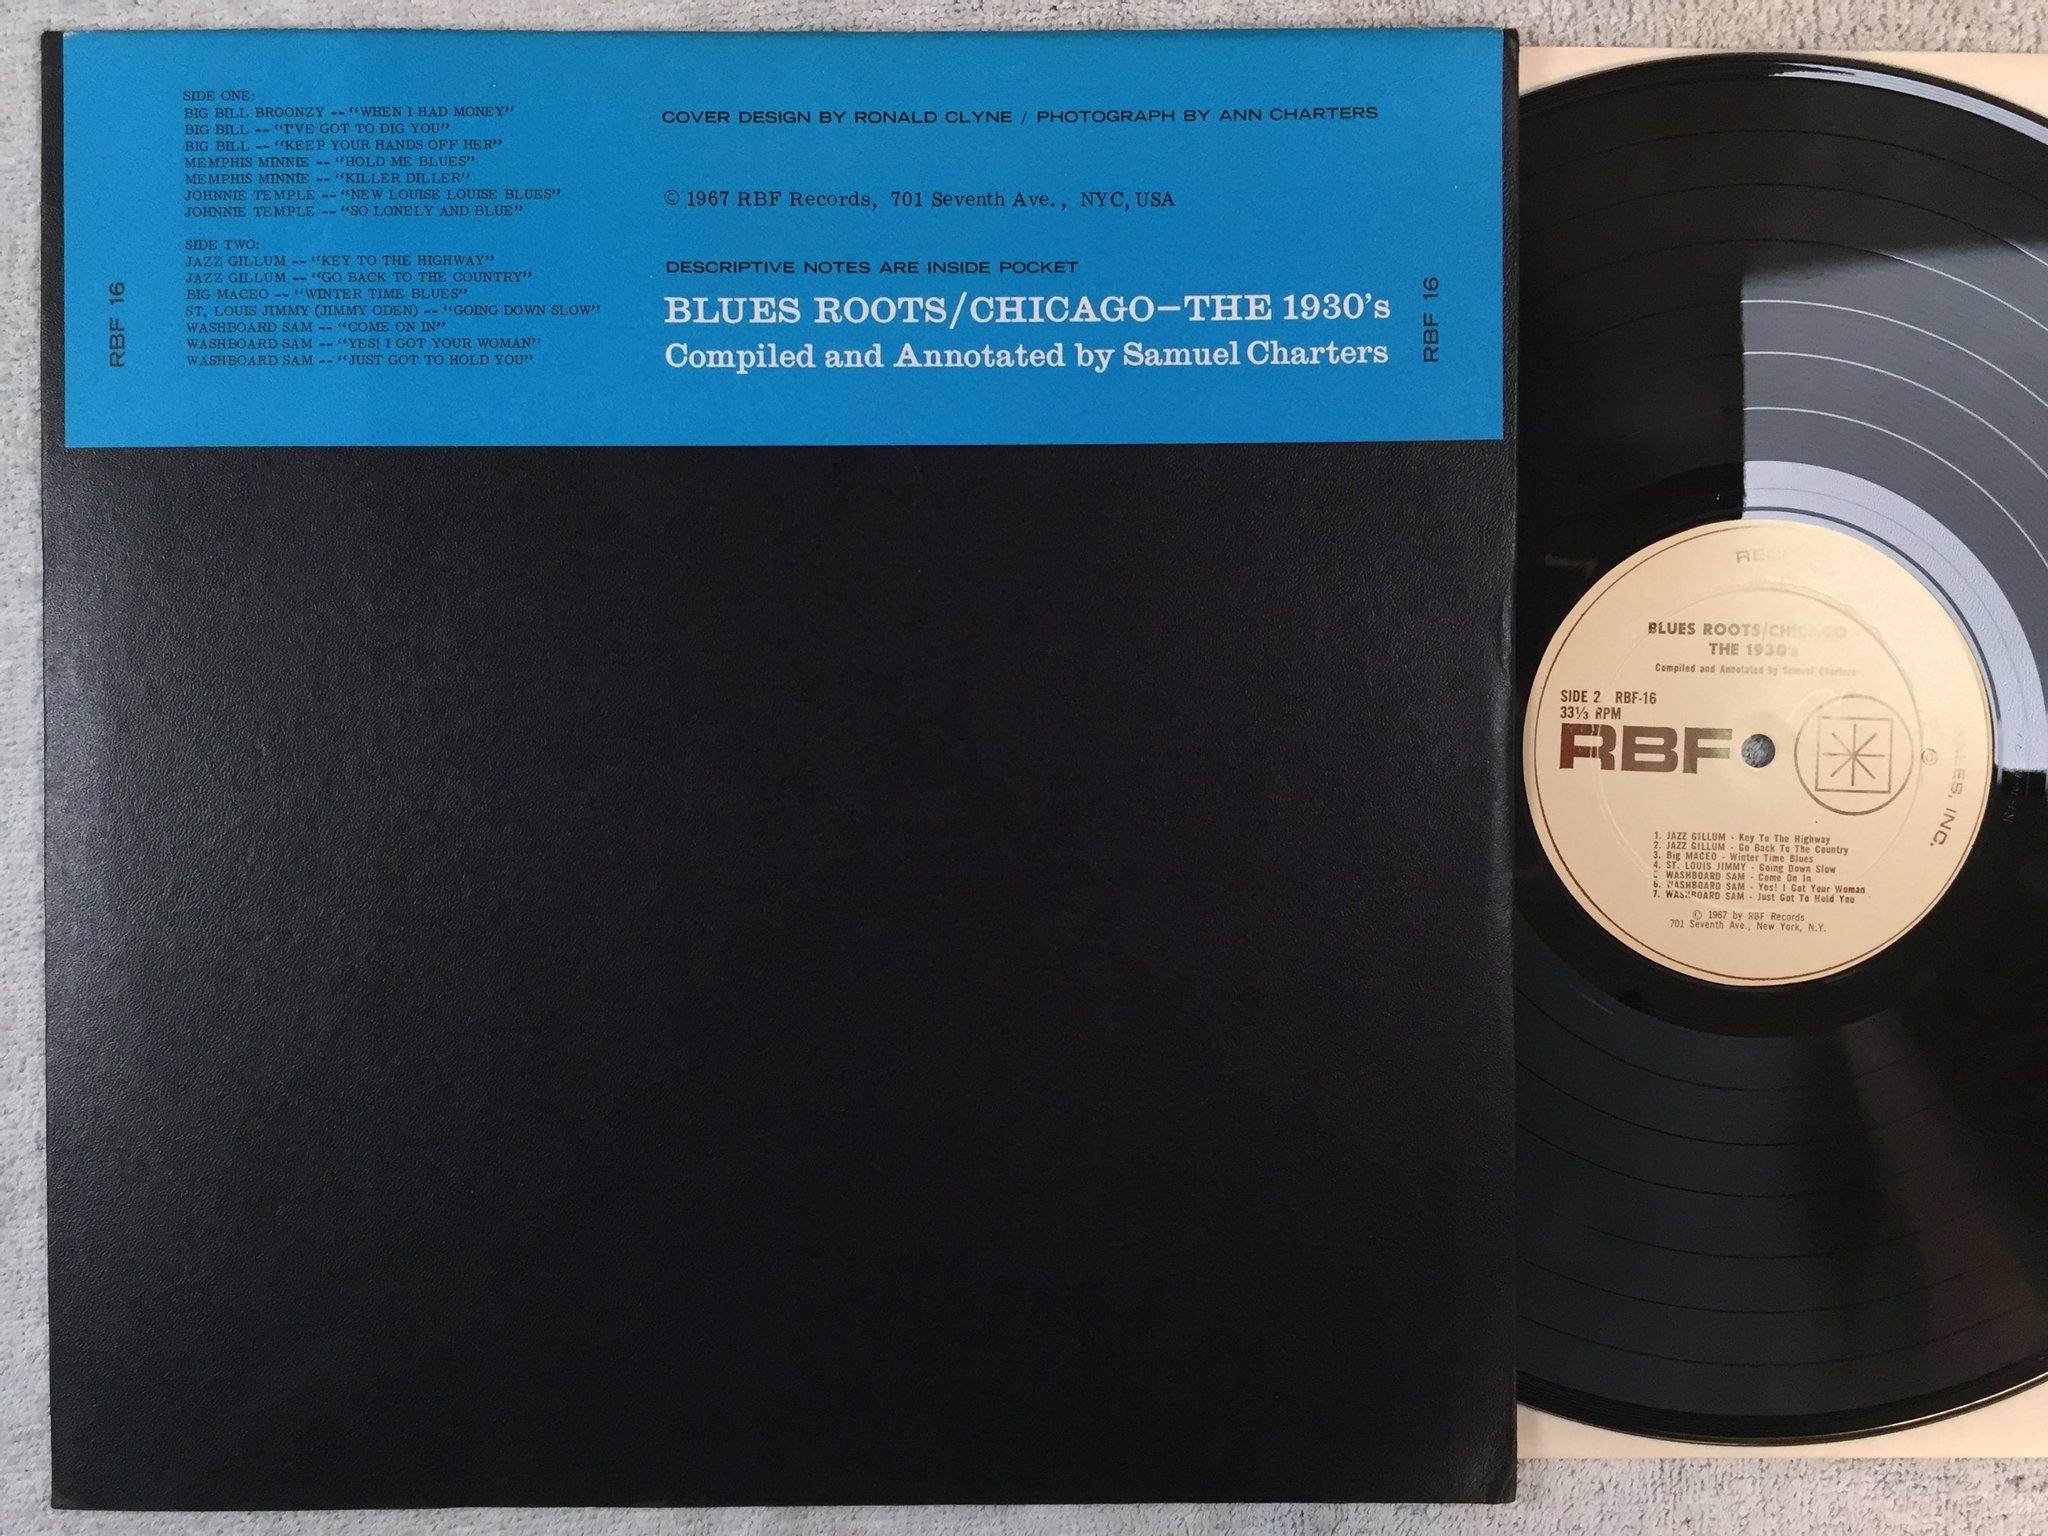 SIDE ONE:
BIG BILL BROONZY -- "WHEN I HAD MONEY"
BIG BILL -- "I'VE GOT TO DIG YOU"
BIG BILL -- "KEEP YOUR HANDS OFF HER"
MEMPHIS MINNIE -- "HOLD ME BLUES"
MEMPHIS MINNIE -- "KILLER DILLER"
JOHNNIE TEMPLE -- "NEW LOUISE LOUISE BLUES"
JOHNNIE TEMPLE -- "SO LONELY AND BLUE"
SIDE TWO:
JAZZ GILLUM -- "KEY TO THE HIGHWAY"
JAZZ GILLUM -- "GO BACK TO THE COUNTRY"
BIG MACEO -- "WINTER TIME BLUES"
ST. LOUIS JIMMY (JIMMY ODEN) -- "GOING DOWN SLOW"
WASHBOARD SAM -- "COME ON IN"
WASHBOARD SAM -- "YES! I GOT YOUR WOMAN"
WASHBOARD SAM -- "JUST GOT TO HOLD YOU"
RBF 16
COVER DESIGN BY RONALD CLYNE / PHOTOGRAPH BY ANN CHARTERS
© 1967 RBF Records, 701 Seventh Ave., NYC, USA
DESCRIPTIVE NOTES ARE INSIDE POCKET
BLUES ROOTS/CHICAGO–THE 1930's
Compiled and Annotated by Samuel Charters
RBF 16
BLUES ROOTS/CHICAGO
THE 1930's
Compiled and Annotated by Samuel Charters
SIDE 2 RBF-16
33⅓ RPM
RBF
SALES, INC.
©
1. JAZZ GILLUM - Key To The Highway
2. JAZZ GILLUM - Go Back To The Country
3. Big MACEO - Winter Time Blues
4. ST. LOUIS JIMMY - Going Down Slow
5 WASHBOARD SAM - Come On In
6. WASHBOARD SAM - Yes! I Got Your Woman
7. WASHBOARD SAM - Just Got To Hold You
© 1967 by RBF Records
701 Seventh Ave., New York, N.Y.